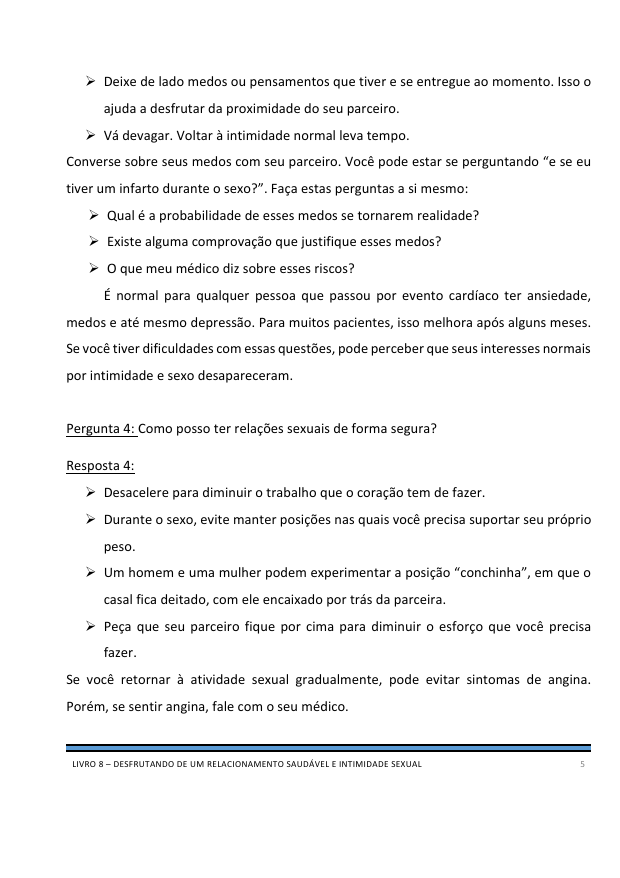 ➢ Deixe de lado medos ou pensamentos que tiver e se entregue ao momento. Isso o
ajuda a desfrutar da proximidade do seu parceiro.
➢ Vá devagar. Voltar à intimidade normal leva tempo.
Converse sobre seus medos com seu parceiro. Você pode estar se perguntando “e se eu
tiver um infarto durante o sexo?”. Faça estas perguntas a si mesmo:
➢ Qual é a probabilidade de esses medos se tornarem realidade?
➢ Existe alguma comprovação que justifique esses medos?
➢ O que meu médico diz sobre esses riscos?
É normal para qualquer pessoa que passou por evento cardíaco ter ansiedade,
medos e até mesmo depressão. Para muitos pacientes, isso melhora após alguns meses.
Se você tiver dificuldades com essas questões, pode perceber que seus interesses normais
por intimidade e sexo desapareceram.
Pergunta 4: Como posso ter relações sexuais de forma segura?
Resposta 4:
➢ Desacelere para diminuir o trabalho que o coração tem de fazer.
➢ Durante o sexo, evite manter posições nas quais você precisa suportar seu próprio
peso.
➢ Um homem e uma mulher podem experimentar a posição “conchinha”, em que o
casal fica deitado, com ele encaixado por trás da parceira.
➢ Peça que seu parceiro fique por cima para diminuir o esforço que você precisa
fazer.
Se você retornar à atividade sexual gradualmente, pode evitar sintomas de angina.
Porém, se sentir angina, fale com o seu médico.
LIVRO 8 – DESFRUTANDO DE UM RELACIONAMENTO SAUDÁVEL E INTIMIDADE SEXUAL 5